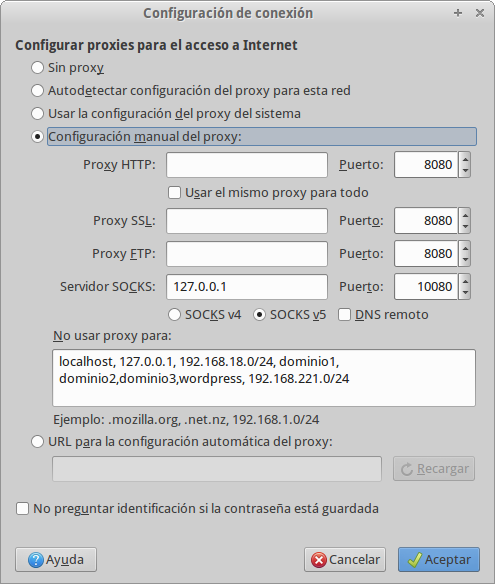 Configuración de conexión
Configurar proxies para el acceso a Internet
Sin proxy
Autodetectar configuración del proxy para esta red
Usar la configuración del proxy del sistema
Configuración manual del proxy:
Proxy HTTP: Puerto: 8080
Usar el mismo proxy para todo
Proxy SSL: Puerto: 8080
Proxy FTP: Puerto: 8080
Servidor SOCKS: 127.0.0.1 Puerto: 10080
SOCKS v4 SOCKS v5 DNS remoto
No usar proxy para:
localhost, 127.0.0.1, 192.168.18.0/24, dominio1,
dominio2,dominio3,wordpress, 192.168.221.0/24
Ejemplo: .mozilla.org, .net.nz, 192.168.1.0/24
URL para la configuración automática del proxy:
Recargar
No preguntar identificación si la contraseña está guardada
Ayuda Cancelar Aceptar